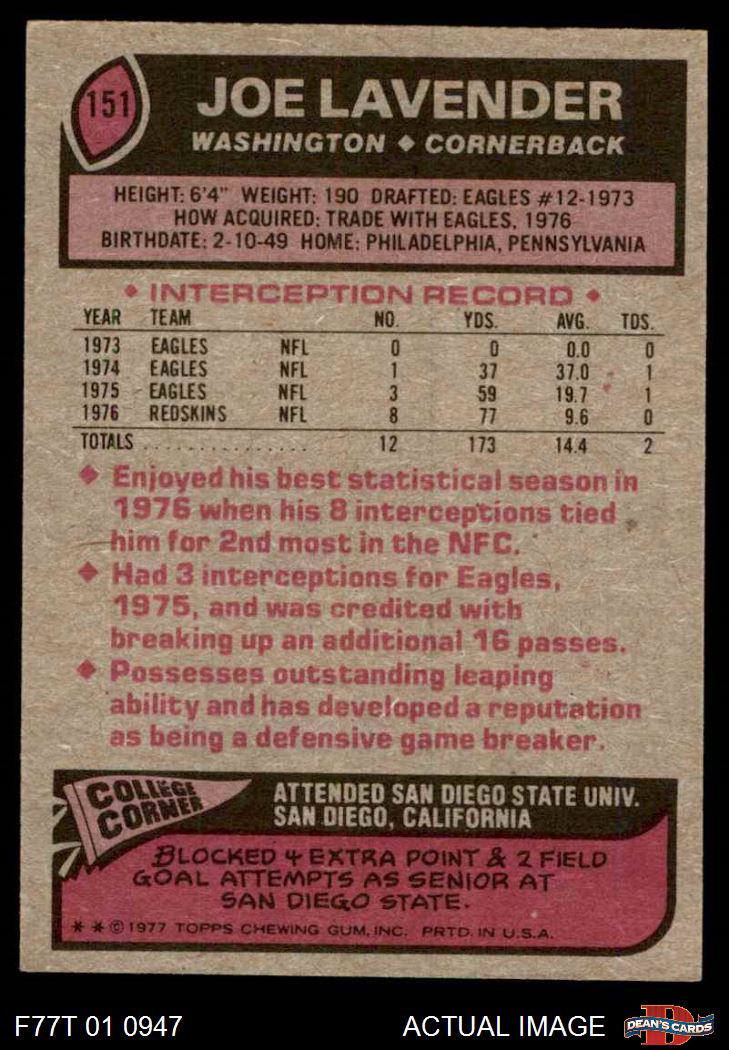 151
JOE LAVENDER
WASHINGTON ◆ CORNERBACK
HEIGHT: 6'4" WEIGHT: 190 DRAFTED: EAGLES #12-1973
HOW ACQUIRED: TRADE WITH EAGLES, 1976
BIRTHDATE: 2-10-49 HOME: PHILADELPHIA, PENNSYLVANIA
◆ INTERCEPTION RECORD ◆
YEAR TEAM NO. YDS. AVG. TDS.
1973 EAGLES NFL 0 0 0.0 0
1974 EAGLES NFL 1 37 37.0 1
1975 EAGLES NFL 3 59 19.7 1
1976 REDSKINS NFL 8 77 9.6 0
TOTALS ................ 12 173 14.4 2
◆ Enjoyed his best statistical season in
1976 when his 8 interceptions tied
him for 2nd most in the NFC.
◆ Had 3 interceptions for Eagles,
1975, and was credited with
breaking up an additional 16 passes.
◆ Possesses outstanding leaping
ability and has developed a reputation
as being a defensive game breaker.
COLLEGE
CORNER
ATTENDED SAN DIEGO STATE UNIV.
SAN DIEGO, CALIFORNIA
BLOCKED 4 EXTRA POINT & 2 FIELD
GOAL ATTEMPTS AS SENIOR AT
SAN DIEGO STATE.
* * © 1977 TOPPS CHEWING GUM, INC. PRTD. IN U.S.A.
F77T 01 0947
ACTUAL IMAGE
D
DEAN'S CARDS